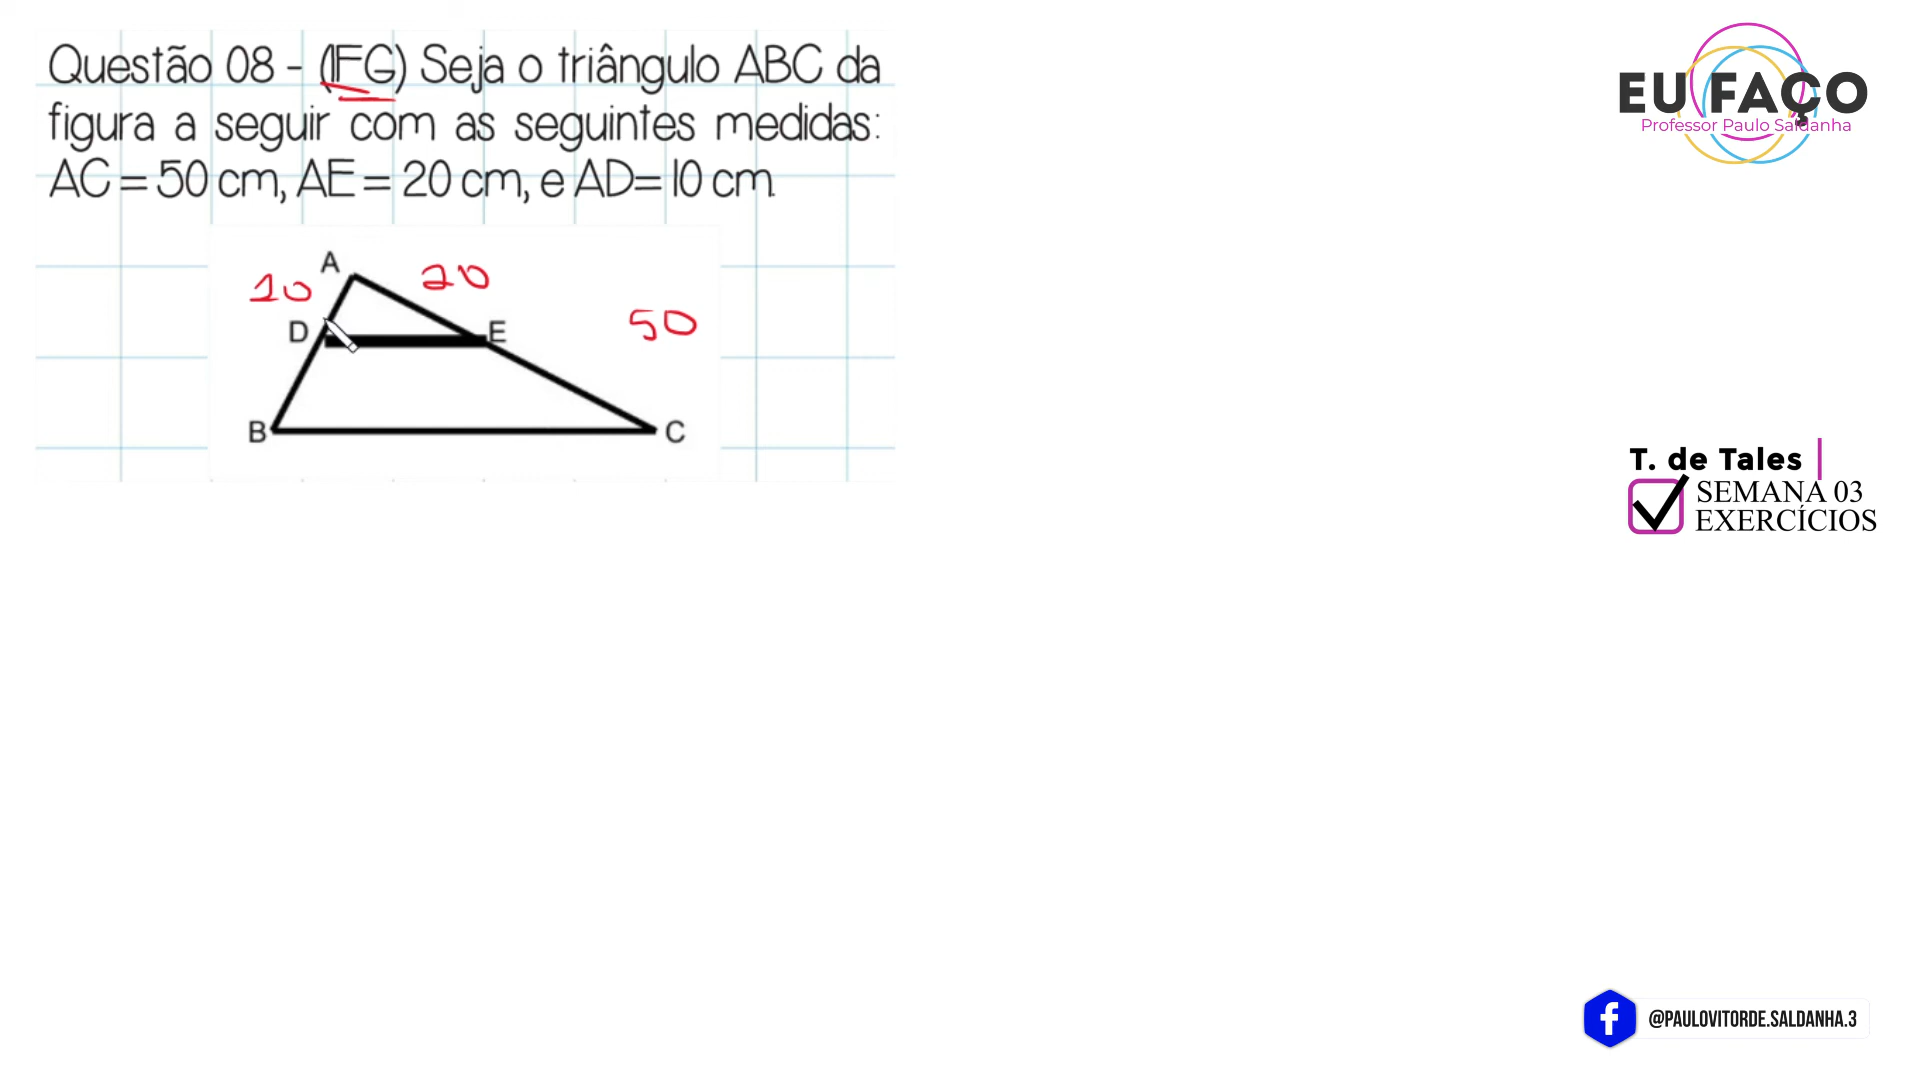 Questão 08 - (IFG) Seja o triângulo ABC da
figura a seguir com as seguintes medidas:
AC = 50 cm, AE = 20 cm, e AD= 10 cm.
A
10
20
D
E
50
B
C
EU FAÇO
Professor Paulo Saldanha
T. de Tales
SEMANA 03
EXERCÍCIOS
f
@PAULOVITORDE.SALDANHA.3